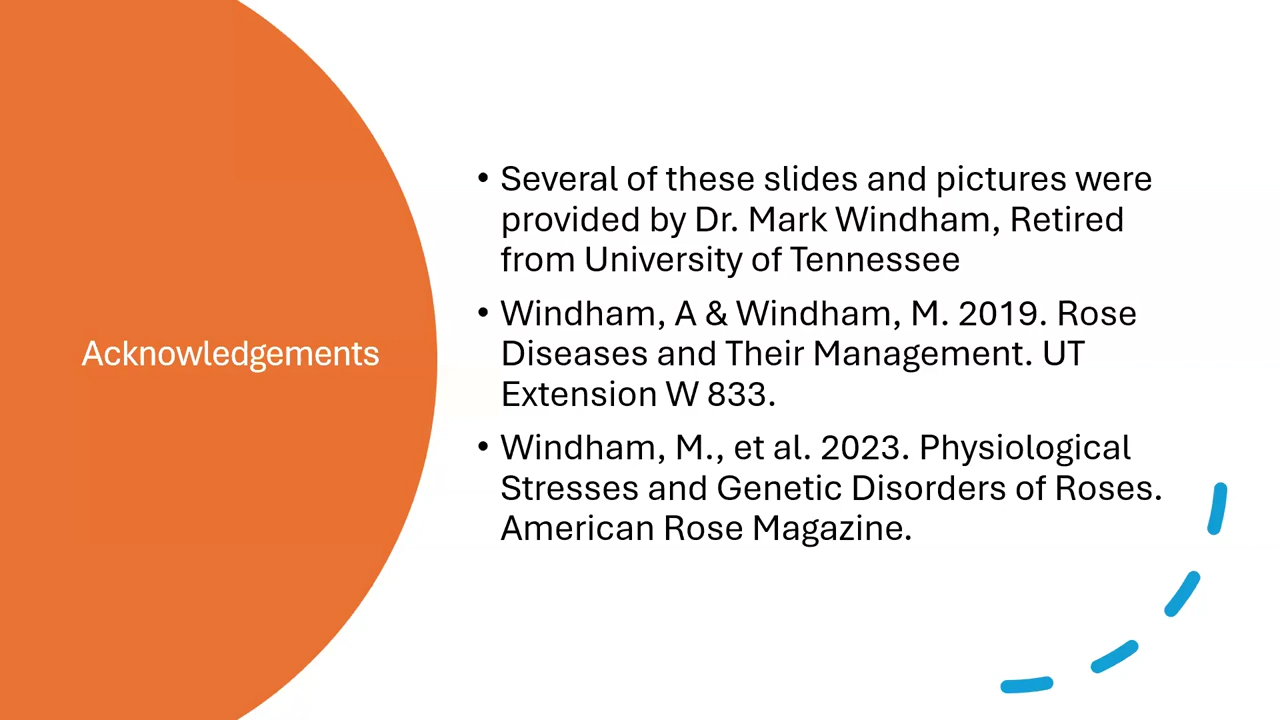 Acknowledgements
• Several of these slides and pictures were
provided by Dr. Mark Windham, Retired
from University of Tennessee
• Windham, A & Windham, M. 2019. Rose
Diseases and Their Management. UT
Extension W 833.
• Windham, M., et al. 2023. Physiological
Stresses and Genetic Disorders of Roses.
American Rose Magazine.